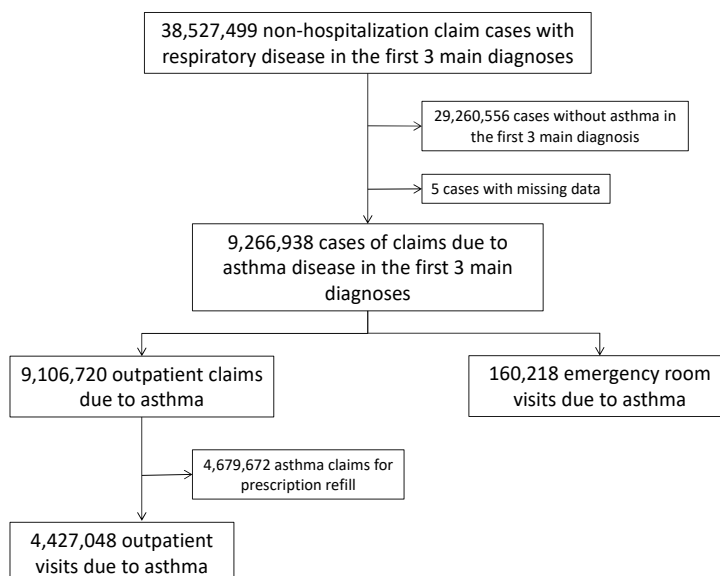 38,527,499 non-hospitalization claim cases with
respiratory disease in the first 3 main diagnoses
29,260,556 cases without asthma in
the first 3 main diagnosis
5 cases with missing data
9,266,938 cases of claims due to
asthma disease in the first 3 main
diagnoses
9,106,720 outpatient claims
due to asthma
160,218 emergency room
visits due to asthma
4,679,672 asthma claims for
prescription refill
4,427,048 outpatient
visits due to asthma